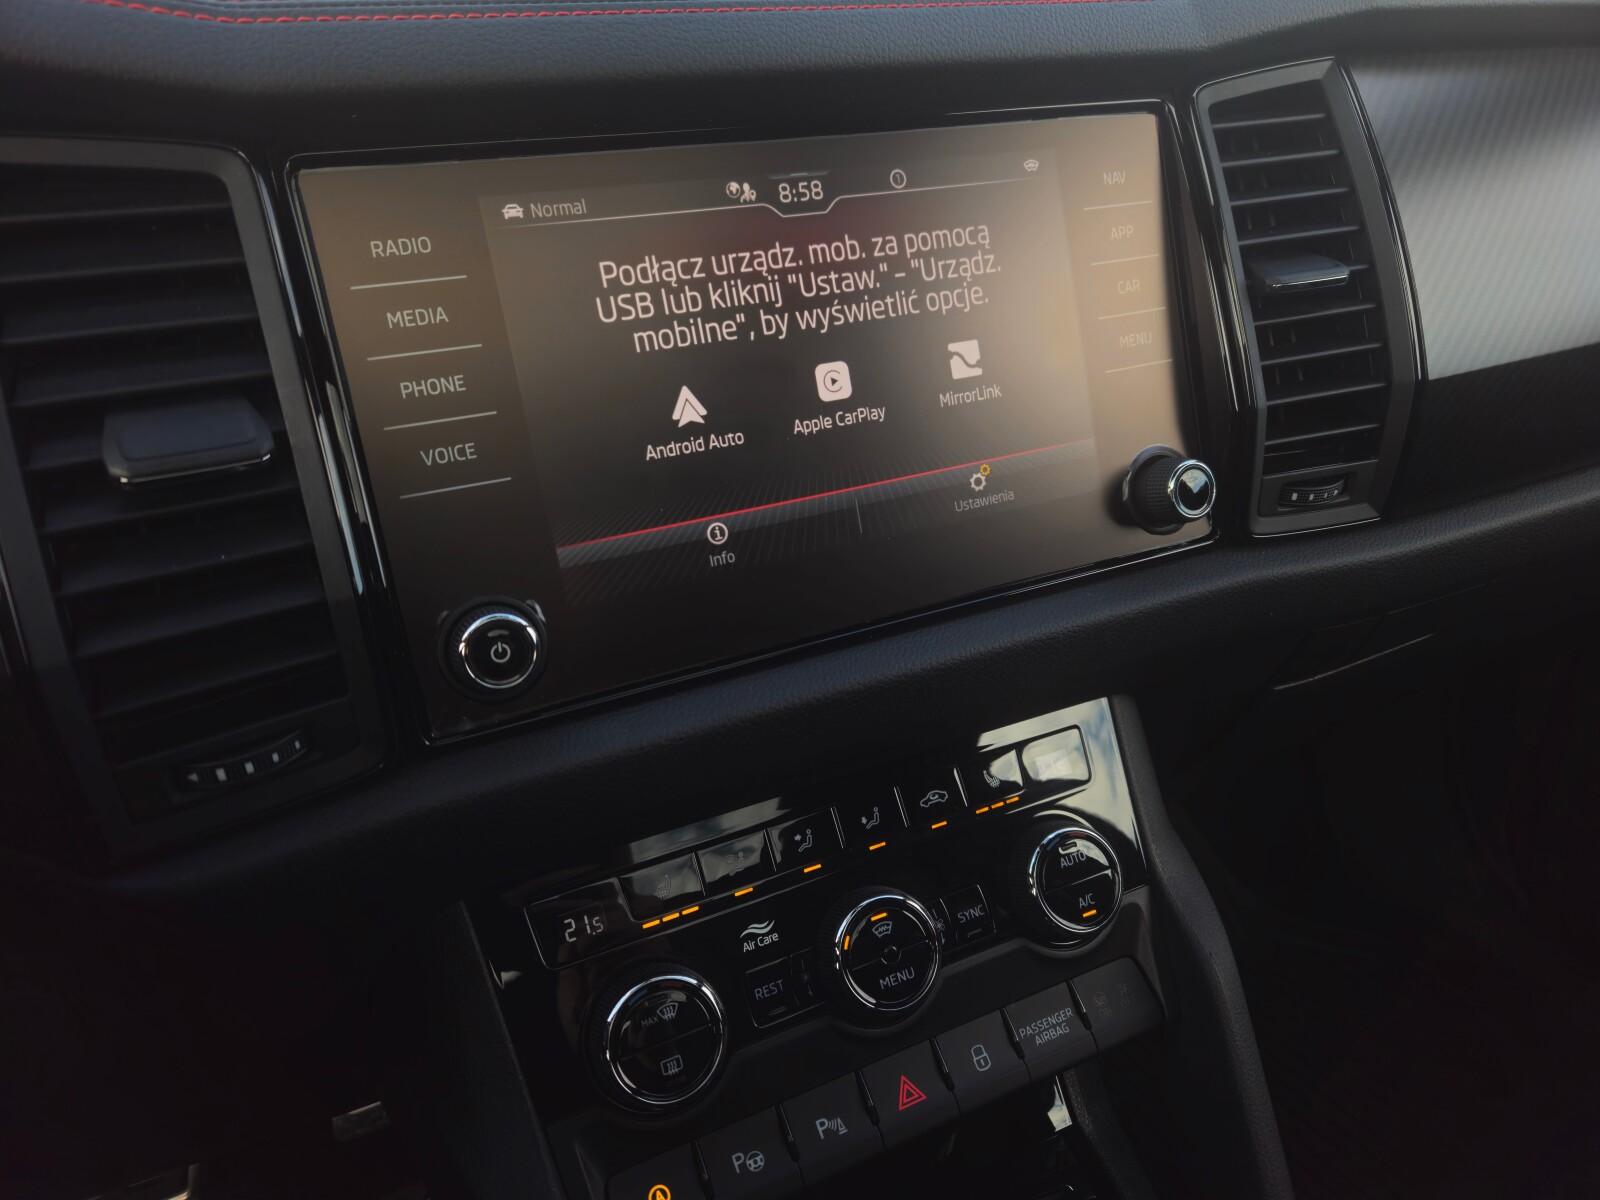 Normal
8:58
1
RADIO
MEDIA
PHONE
VOICE
Podłącz urządz. mob. za pomocą
USB lub kliknij "Ustaw." - "Urządz.
mobilne", by wyświetlić opcje.
Android Auto
Apple CarPlay
MirrorLink
Info
Ustawienia
NAV
APP
CAR
MENU
21.5
Air Care
REST
MENU
SYNC
AUTO
A/C
MAX
PASSENGER
AIRBAG
P
P
A